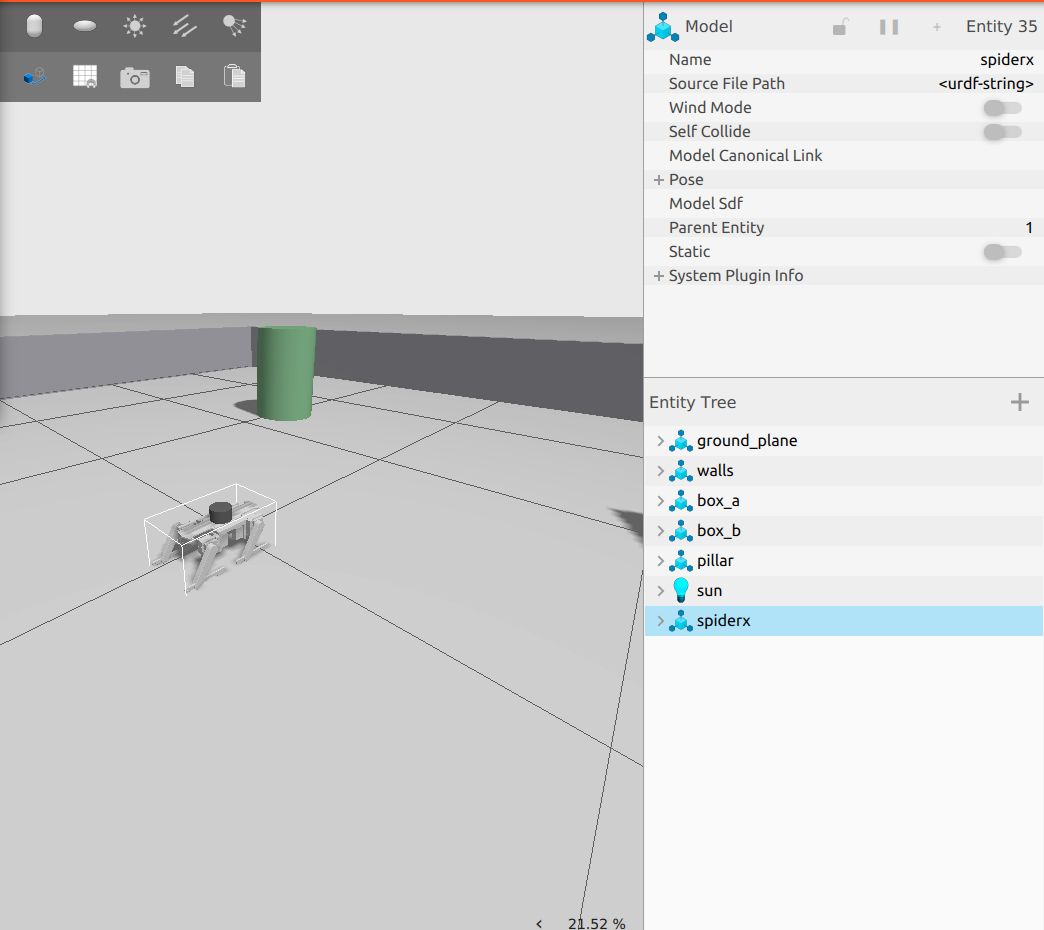 Model + Entity 35
Name spiderx
Source File Path <urdf-string>
Wind Mode
Self Collide
Model Canonical Link
+ Pose
Model Sdf
Parent Entity 1
Static
+ System Plugin Info
Entity Tree +
> ground_plane
> walls
> box_a
> box_b
> pillar
> sun
> spiderx
< 21.52 %